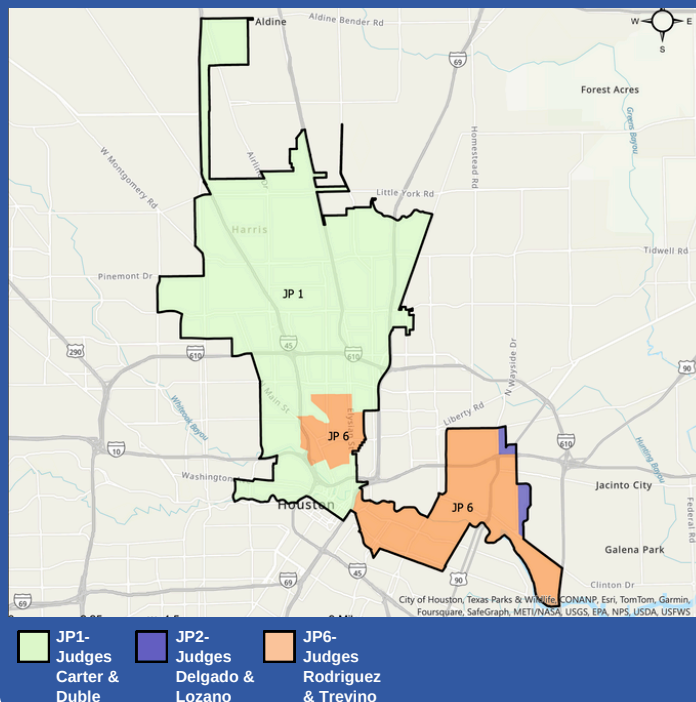 Aldine
Aldine Bender Rd
W
E
S
69
Forest Acres
Greens Bayou
Homestead Rd
W Montgomery Rd
Little York Rd
Harris
Tidwell Rd
Pinemont Dr
JP 1
45
610
610
290
90
N Wayside Dr
Main St
Elysian St
Whiteoak Bayou
JP 6
Liberty Rd
610
10
Hunting Bayou
Washington
Jacinto City
Houston
JP 6
Federal Rd
Galena Park
45
69
90
Clinton Dr
69
City of Houston, Texas Parks & Wildlife, CONANP, Esri, TomTom, Garmin,
Foursquare, SafeGraph, METI/NASA, USGS, EPA, NPS, USDA, USFWS
JP1-
Judges
Carter &
Duble
JP2-
Judges
Delgado &
Lozano
JP6-
Judges
Rodriguez
& Trevino